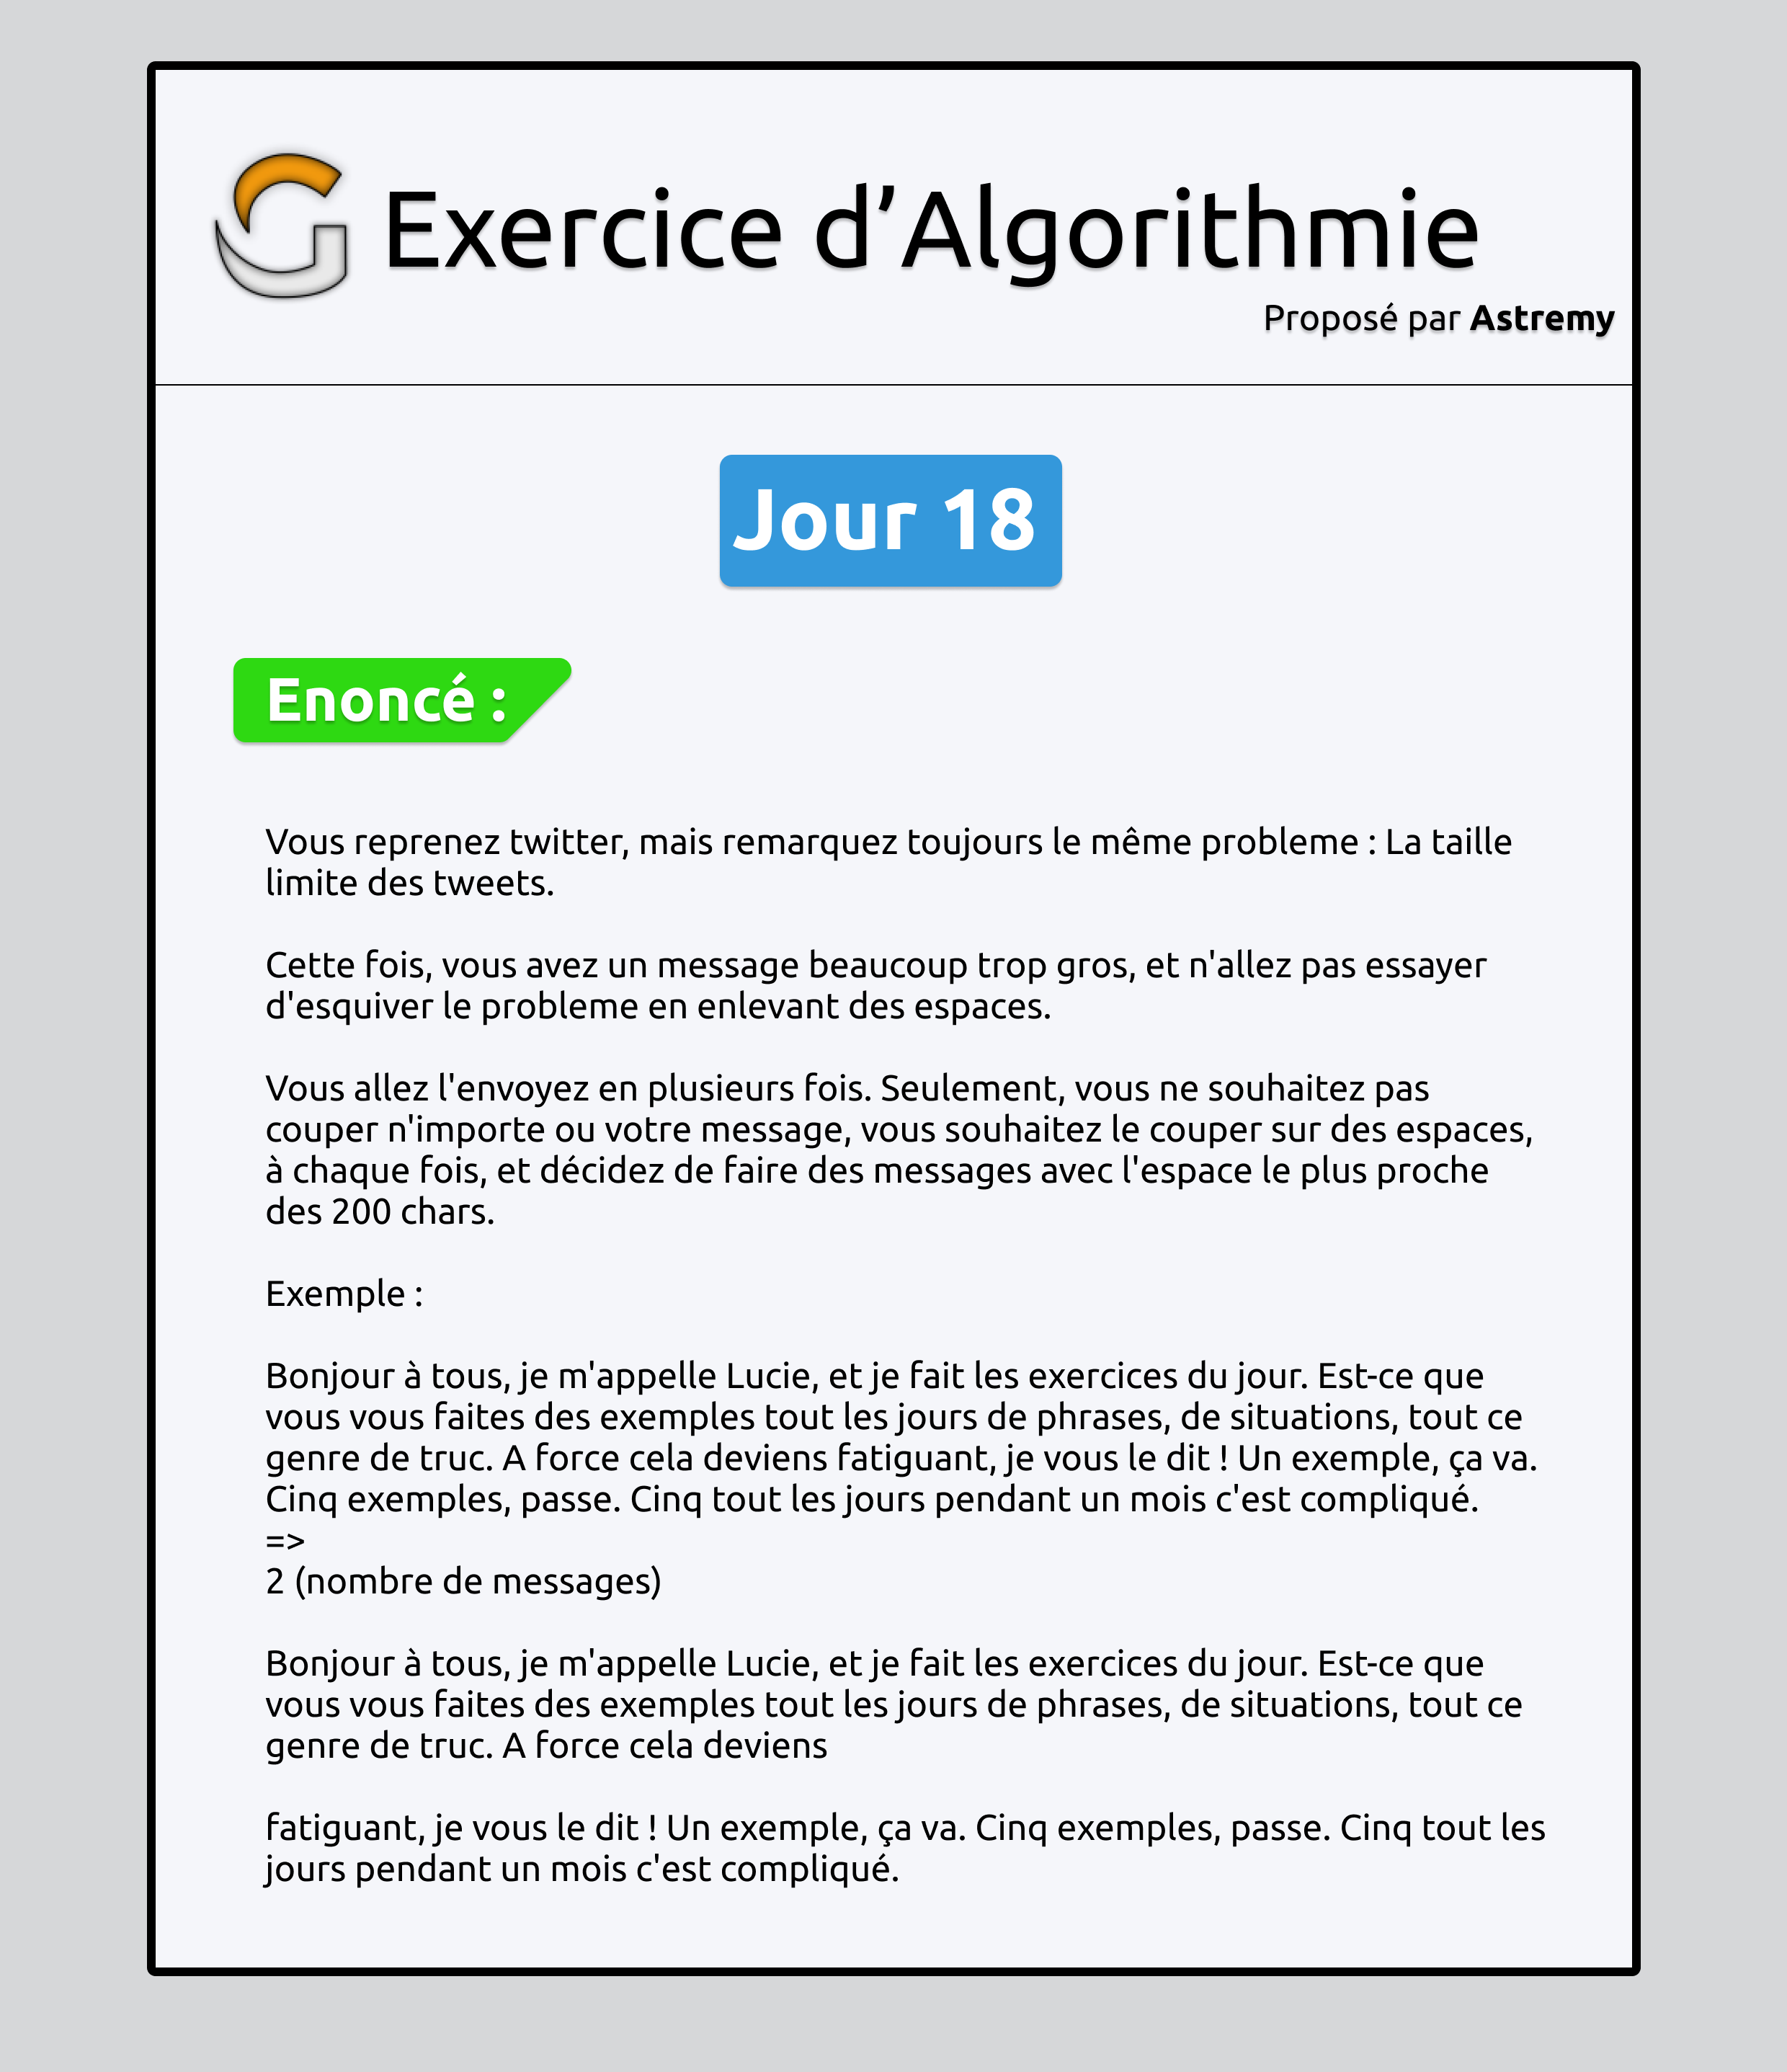 Exercice d’Algorithmie
Proposé par Astremy
Jour 18
Enoncé :
Vous reprenez twitter, mais remarquez toujours le même probleme : La taille
limite des tweets.
Cette fois, vous avez un message beaucoup trop gros, et n'allez pas essayer
d'esquiver le probleme en enlevant des espaces.
Vous allez l'envoyez en plusieurs fois. Seulement, vous ne souhaitez pas
couper n'importe ou votre message, vous souhaitez le couper sur des espaces,
à chaque fois, et décidez de faire des messages avec l'espace le plus proche
des 200 chars.
Exemple :
Bonjour à tous, je m'appelle Lucie, et je fait les exercices du jour. Est-ce que
vous vous faites des exemples tout les jours de phrases, de situations, tout ce
genre de truc. A force cela deviens fatiguant, je vous le dit ! Un exemple, ça va.
Cinq exemples, passe. Cinq tout les jours pendant un mois c'est compliqué.
=>
2 (nombre de messages)
Bonjour à tous, je m'appelle Lucie, et je fait les exercices du jour. Est-ce que
vous vous faites des exemples tout les jours de phrases, de situations, tout ce
genre de truc. A force cela deviens
fatiguant, je vous le dit ! Un exemple, ça va. Cinq exemples, passe. Cinq tout les
jours pendant un mois c'est compliqué.